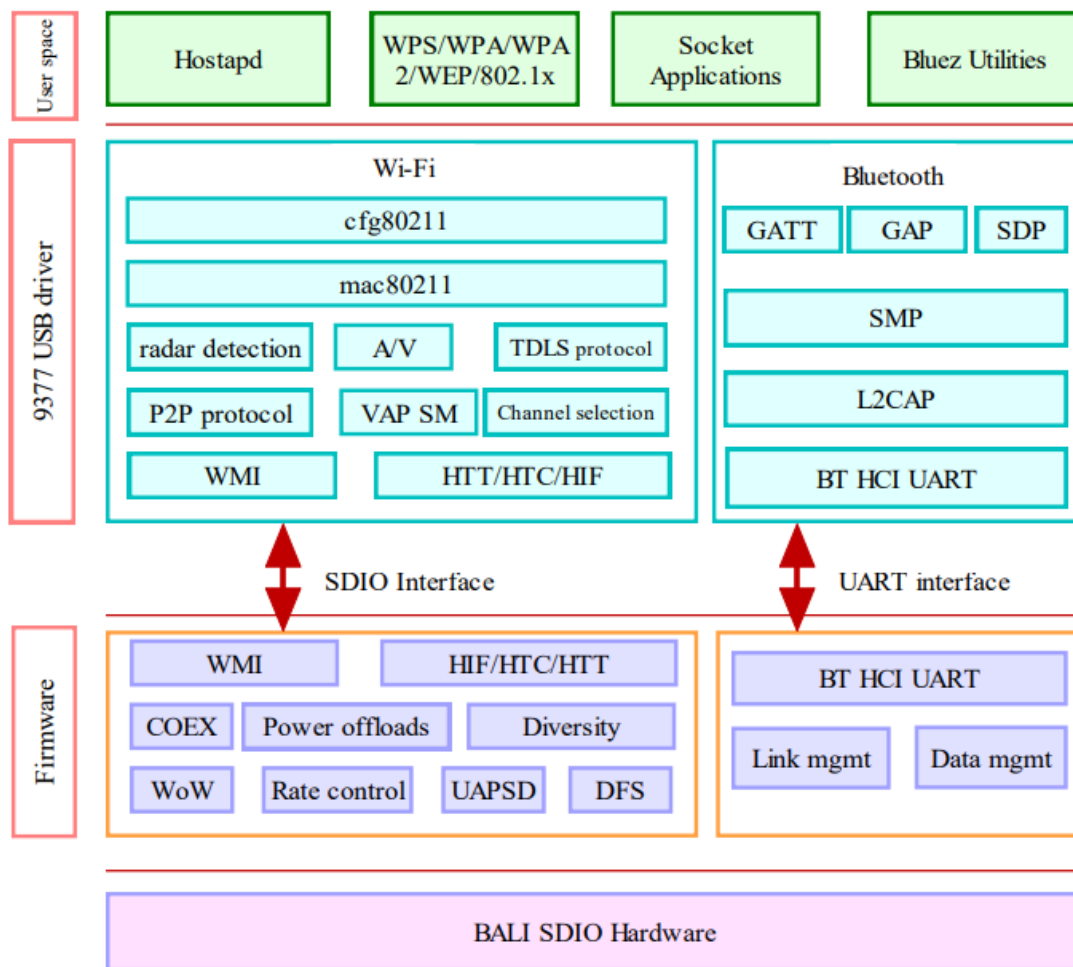 User space
Hostapd
WPS/WPA/WPA
2/WEP/802.1x
Socket
Applications
Bluez Utilities
9377 USB driver
Wi-Fi
cfg80211
mac80211
radar detection
A/V
TDLS protocol
P2P protocol
VAP SM
Channel selection
WMI
HTT/HTC/HIF
Bluetooth
GATT
GAP
SDP
SMP
L2CAP
BT HCI UART
SDIO Interface
UART interface
Firmware
WMI
HIF/HTC/HTT
COEX
Power offloads
Diversity
WoW
Rate control
UAPSD
DFS
BT HCI UART
Link mgmt
Data mgmt
BALI SDIO Hardware